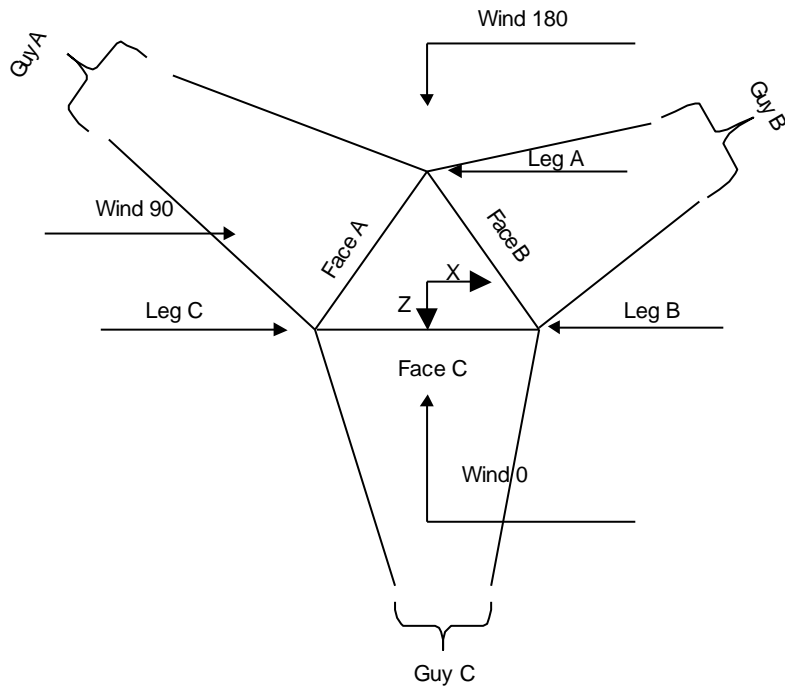 Wind 180
Guy A
Guy B
Leg A
Wind 90
Face A
Face B
X
Z
Leg C
Leg B
Face C
Wind 0
Guy C